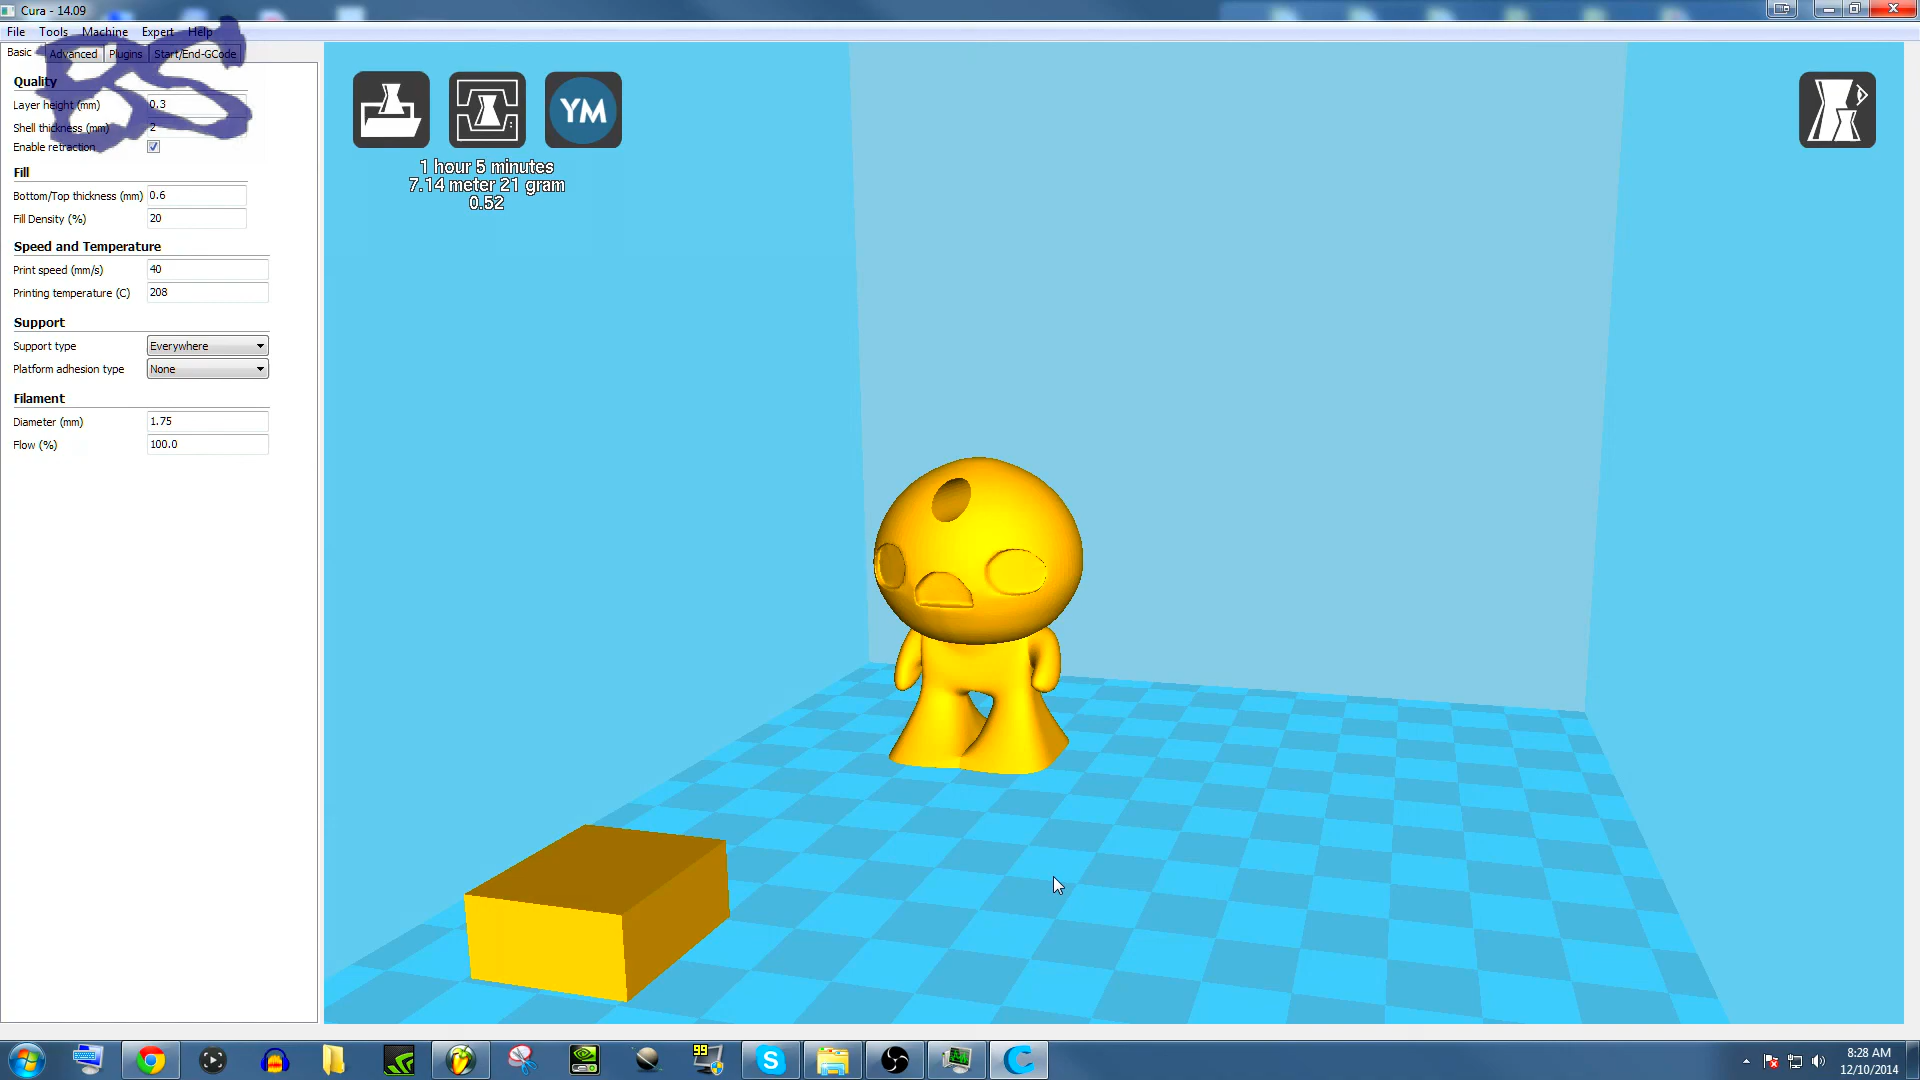 Cura - 14.09
File Tools Machine Expert Help
Basic Advanced Plugins Start/End-GCode
Quality
Layer height (mm) 0.3
Shell thickness (mm) 2
Enable retraction
Fill
Bottom/Top thickness (mm) 0.6
Fill Density (%) 20
Speed and Temperature
Print speed (mm/s) 40
Printing temperature (C) 208
Support
Support type Everywhere
Platform adhesion type None
Filament
Diameter (mm) 1.75
Flow (%) 100.0
YM
1 hour 5 minutes
7.14 meter 21 gram
0.52
99
8:28 AM
12/10/2014